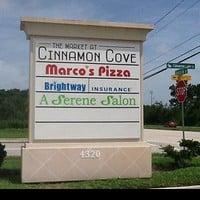 THE MARKET AT
CINNAMON COVE
Marco's Pizza
Brightway INSURANCE
A Serene Salon
4320